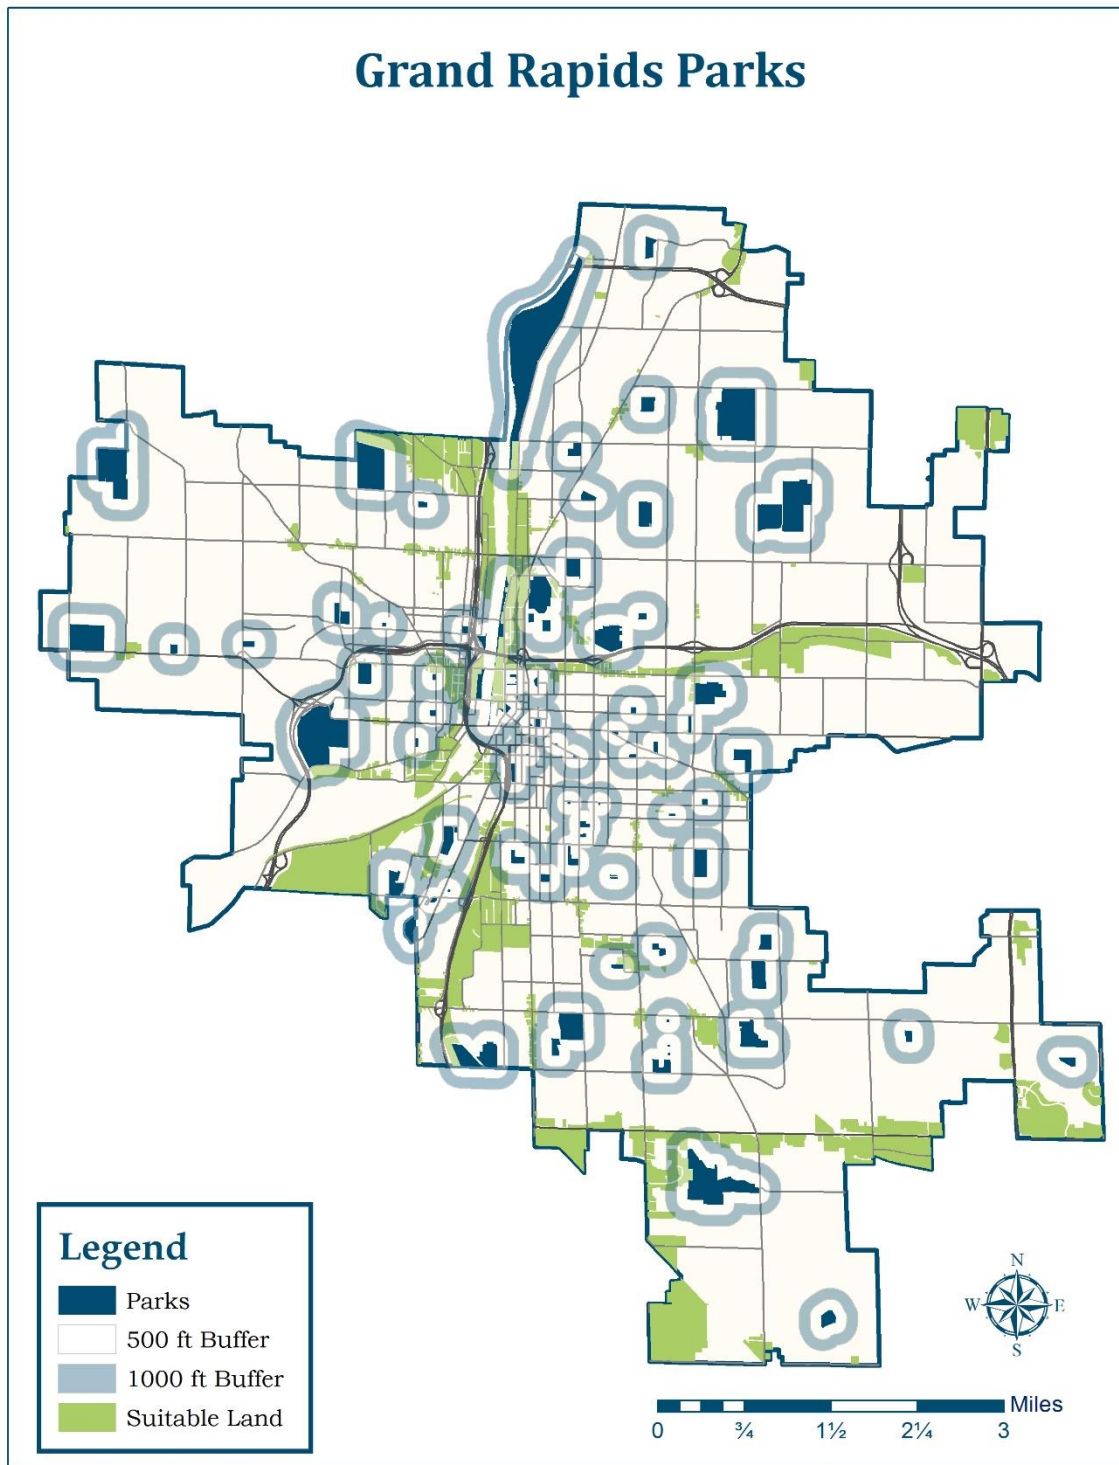 Grand Rapids Parks
Legend
Parks
500 ft Buffer
1000 ft Buffer
Suitable Land
N
W E
S
Miles
0 ¾ 1½ 2¼ 3